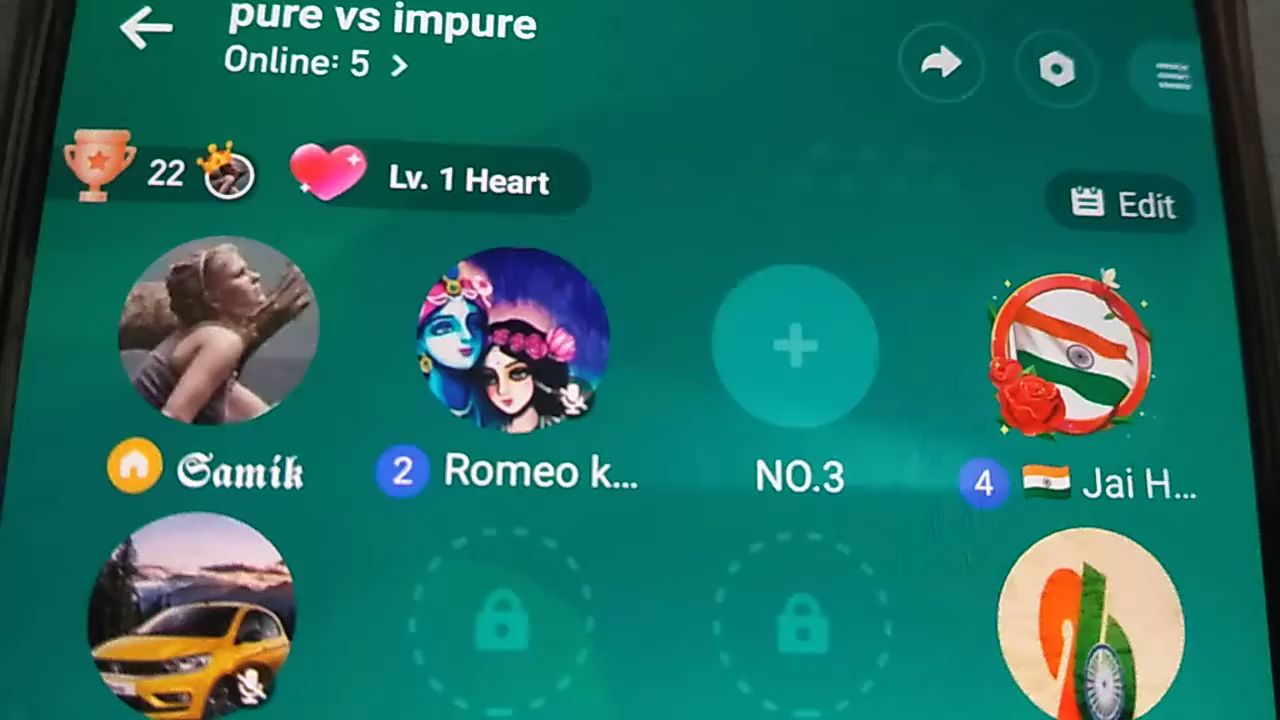 pure vs impure
Online: 5 >
22
Lv. 1 Heart
Edit
𝕾𝖆𝖒𝖎𝖐
2 Romeo k...
NO.3
4 🇮🇳 Jai H...